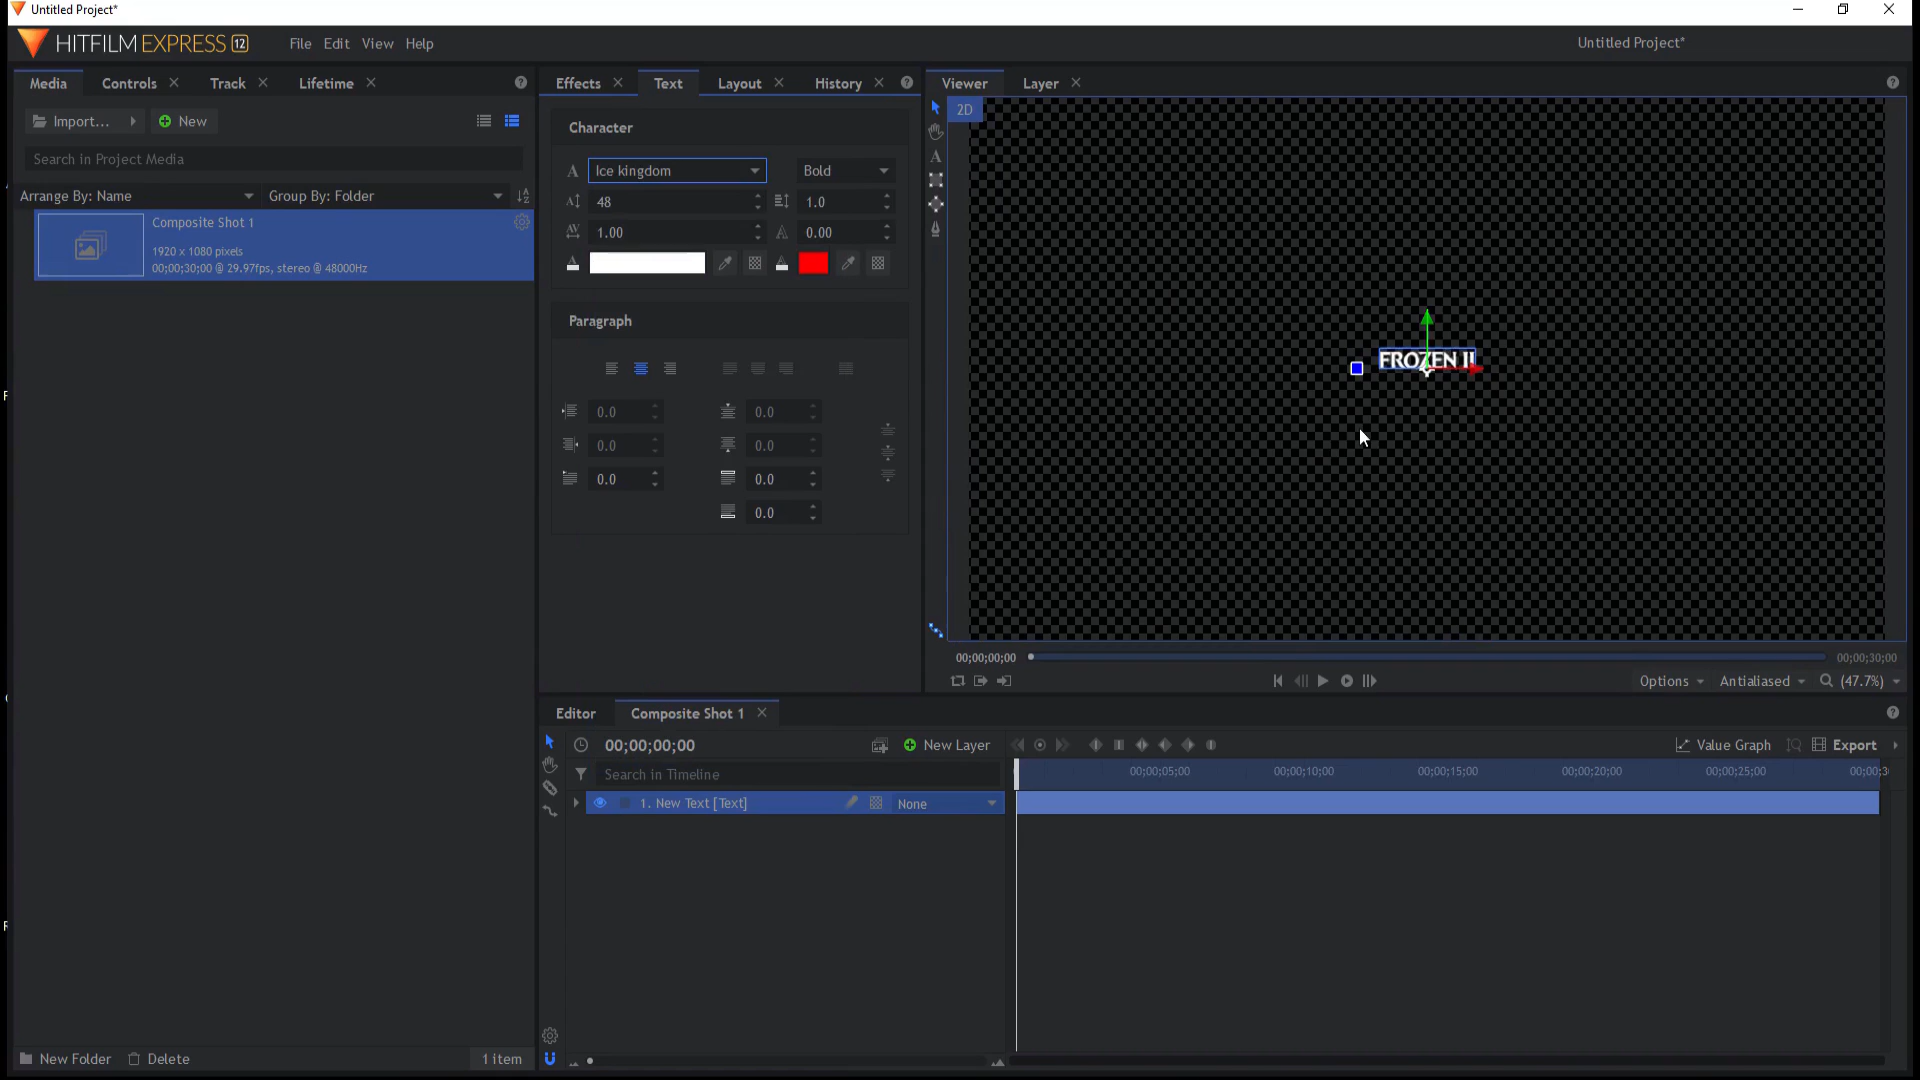 Untitled Project*
HITFILM EXPRESS 12
File Edit View Help
Untitled Project*
Media Controls Track Lifetime
Effects Text Layout History
Viewer Layer
Import... New
Search in Project Media
Arrange By: Name Group By: Folder
Composite Shot 1
1920 x 1080 pixels
00;00;30;00 @ 29.97fps, stereo @ 48000Hz
Character
Ice kingdom Bold
48 1.0
1.00 0.00
Paragraph
0.0 0.0
0.0 0.0
0.0 0.0
0.0
2D
FROZEN II
00;00;00;00 00;00;30;00
Options Antialiased (47.7%)
Editor Composite Shot 1
00;00;00;00 New Layer Value Graph Export
Search in Timeline 00;00;05;00 00;00;10;00 00;00;15;00 00;00;20;00 00;00;25;00 00;00;3
1. New Text [Text] None
New Folder Delete 1 item